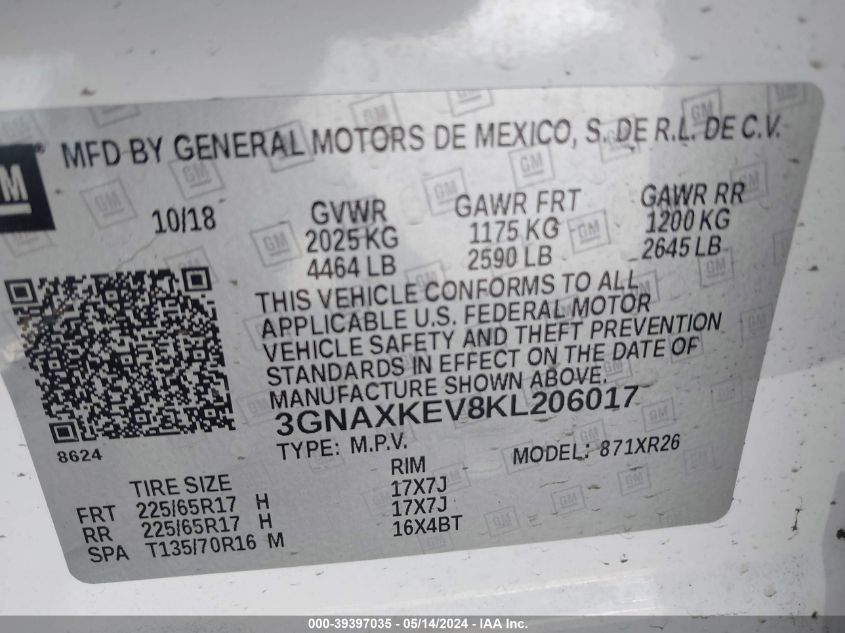 GM
MFD BY GENERAL MOTORS DE MEXICO, S. DE R.L. DE C.V.
10/18
GVWR
2025 KG
4464 LB
GAWR FRT
1175 KG
2590 LB
GAWR RR
1200 KG
2645 LB
THIS VEHICLE CONFORMS TO ALL
APPLICABLE U.S. FEDERAL MOTOR
VEHICLE SAFETY AND THEFT PREVENTION
STANDARDS IN EFFECT ON THE DATE OF
MANUFACTURE SHOWN ABOVE.
3GNAXKEV8KL206017
8624
TYPE: M.P.V. MODEL: 871XR26
TIRE SIZE RIM
FRT 225/65R17 H 17X7J
RR 225/65R17 H 17X7J
SPA T135/70R16 M 16X4BT
000-39397035 - 05/14/2024 - IAA Inc.